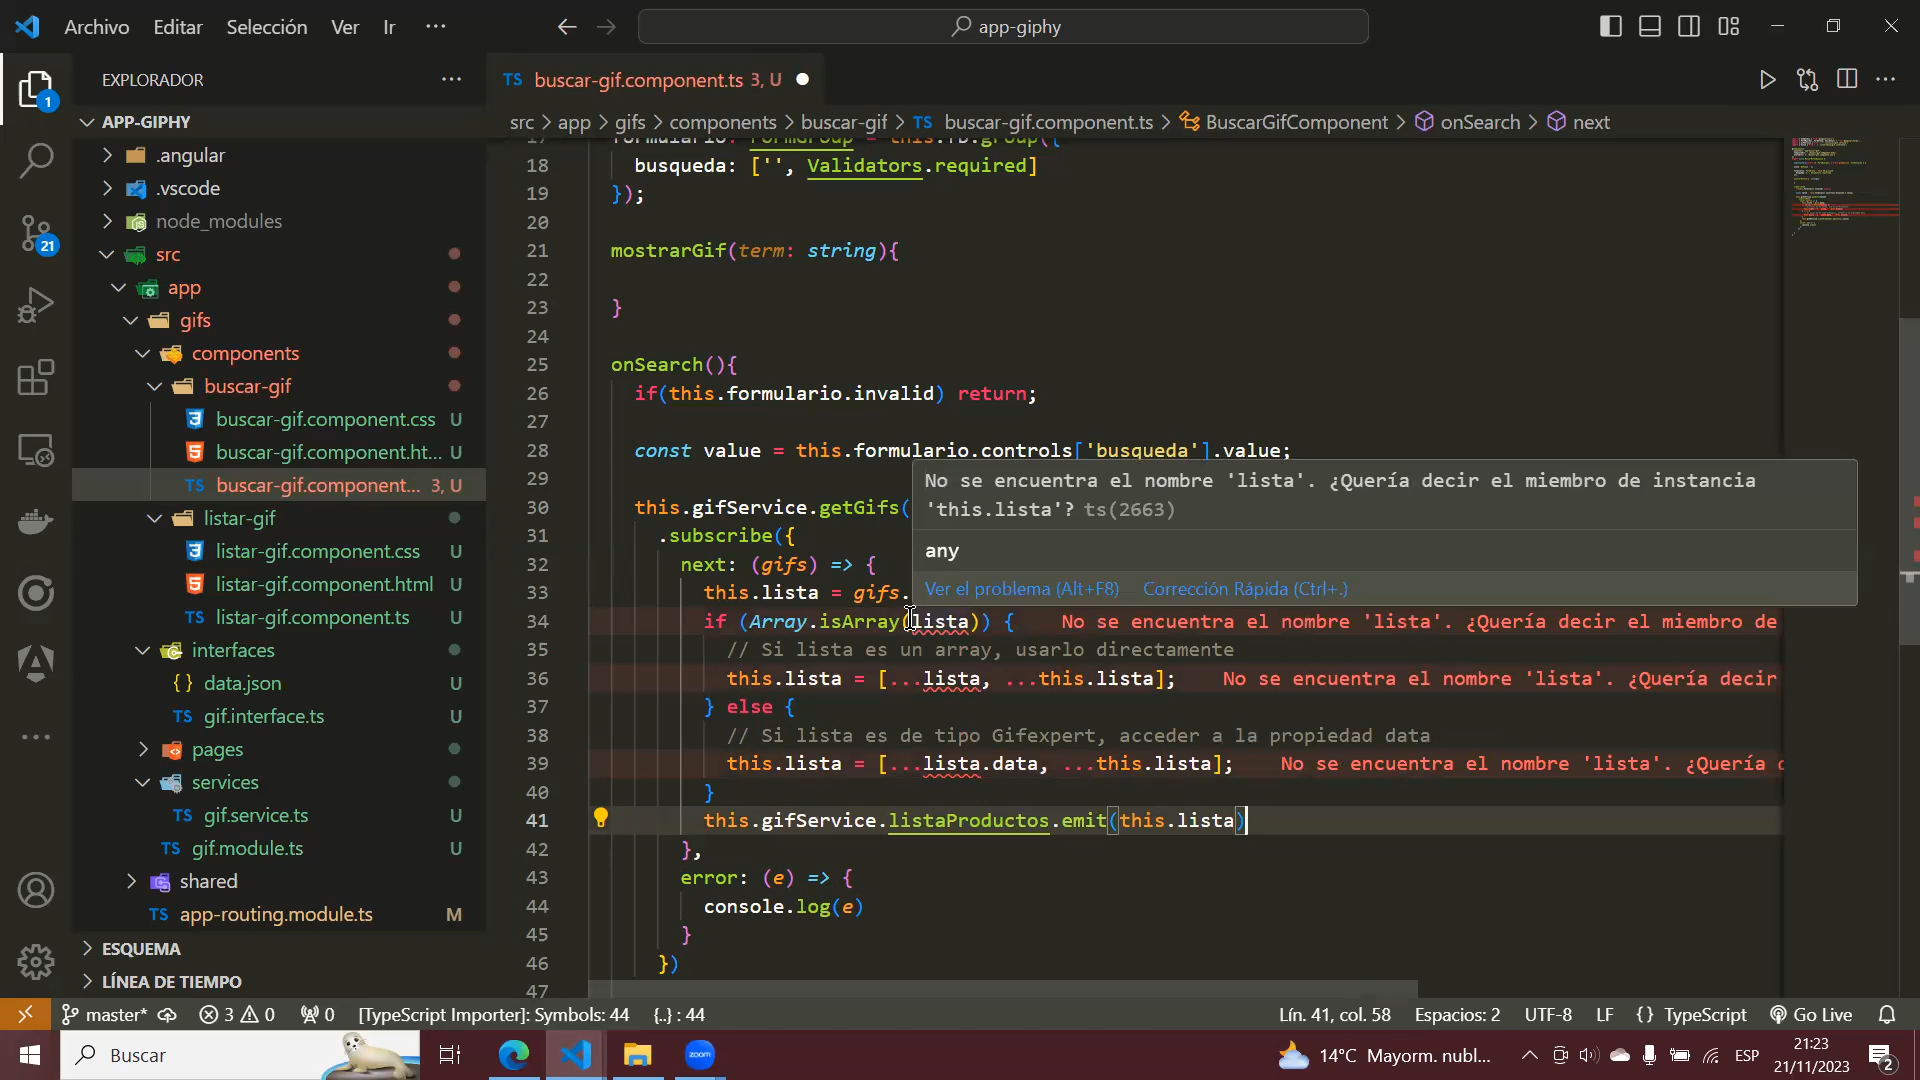 Archivo Editar Selección Ver Ir ···
app-giphy
EXPLORADOR ···
TS buscar-gif.component.ts 3, U
1
APP-GIPHY
src > app > gifs > components > buscar-gif > TS buscar-gif.component.ts > BuscarGifComponent > onSearch > next
.angular
.vscode
node_modules
src
app
gifs
components
buscar-gif
buscar-gif.component.css U
buscar-gif.component.ht... U
TS buscar-gif.component... 3, U
listar-gif
listar-gif.component.css U
listar-gif.component.html U
TS listar-gif.component.ts U
interfaces
{} data.json U
TS gif.interface.ts U
pages
services
TS gif.service.ts U
TS gif.module.ts U
shared
TS app-routing.module.ts M
ESQUEMA
LÍNEA DE TIEMPO
21
17 formulario: FormGroup = this.fb.group({
18 busqueda: ['', Validators.required]
19 });
20
21 mostrarGif(term: string){
22
23 }
24
25 onSearch(){
26 if(this.formulario.invalid) return;
27
28 const value = this.formulario.controls['busqueda'].value;
29
30 this.gifService.getGifs(
31 .subscribe({
32 next: (gifs) => {
33 this.lista = gifs.
34 if (Array.isArray(lista)) { No se encuentra el nombre 'lista'. ¿Quería decir el miembro de
35 // Si lista es un array, usarlo directamente
36 this.lista = [...lista, ...this.lista]; No se encuentra el nombre 'lista'. ¿Quería decir
37 } else {
38 // Si lista es de tipo Gifexpert, acceder a la propiedad data
39 this.lista = [...lista.data, ...this.lista]; No se encuentra el nombre 'lista'. ¿Quería d
40 }
41 this.gifService.listaProductos.emit(this.lista)
42 },
43 error: (e) => {
44 console.log(e)
45 }
46 })
47
No se encuentra el nombre 'lista'. ¿Quería decir el miembro de instancia
'this.lista'? ts(2663)
any
Ver el problema (Alt+F8) Corrección Rápida (Ctrl+.)
master* 3 0 0 [TypeScript Importer]: Symbols: 44 {..} : 44 Lín. 41, col. 58 Espacios: 2 UTF-8 LF {} TypeScript Go Live
Buscar
zoom
14°C Mayorm. nubl...
ESP
21:23
21/11/2023
2